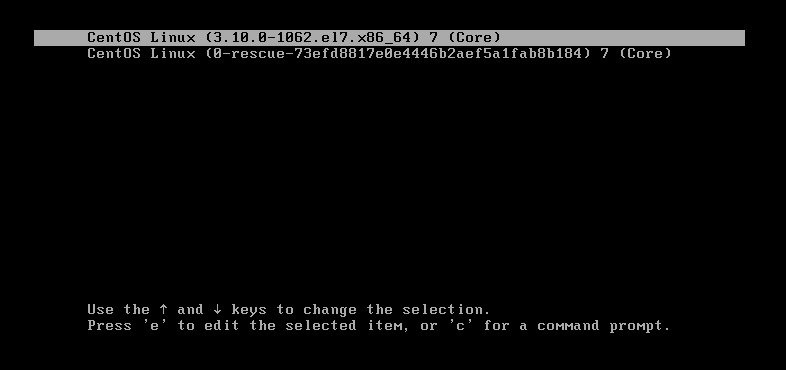 CentOS Linux (3.10.0-1062.el7.x86_64) 7 (Core)
CentOS Linux (0-rescue-73efd8817e0e4446b2aef5a1fab8b184) 7 (Core)
Use the ↑ and ↓ keys to change the selection.
Press 'e' to edit the selected item, or 'c' for a command prompt.